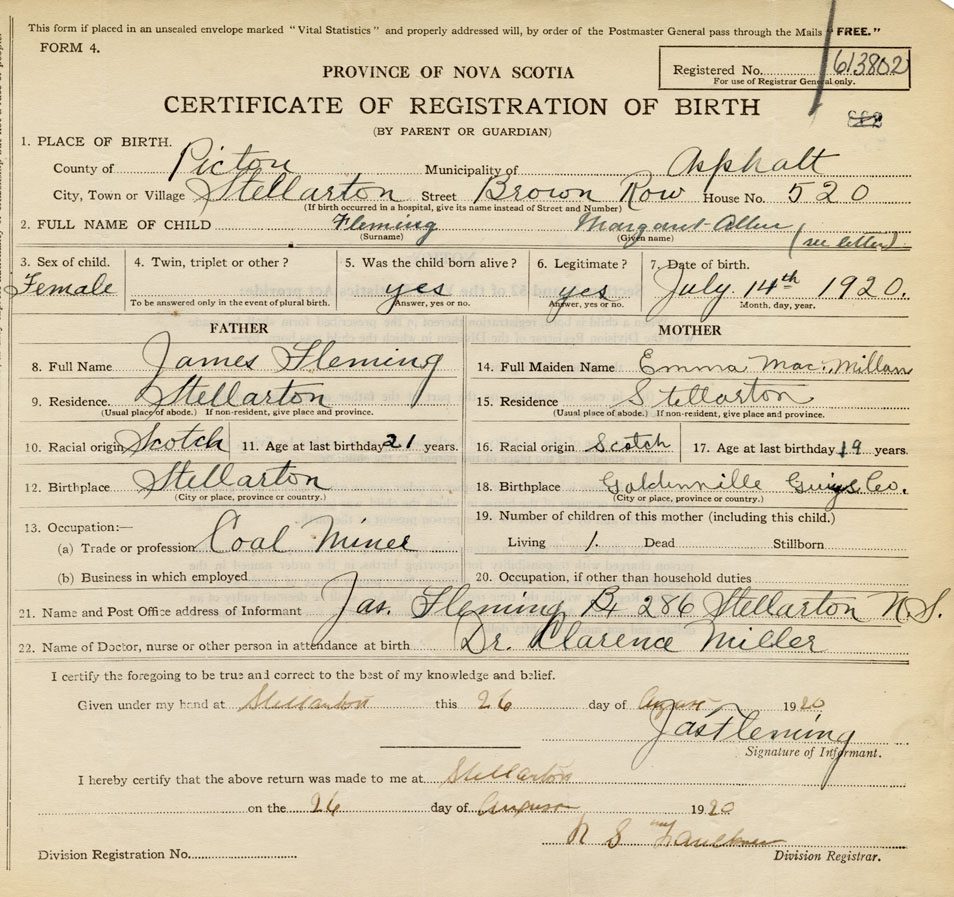 This form if placed in an unsealed envelope marked "Vital Statistics" and properly addressed will, by order of the Postmaster General pass through the Mails "FREE."
FORM 4.
PROVINCE OF NOVA SCOTIA
Registered No. 613802
For use of Registrar General only.
CERTIFICATE OF REGISTRATION OF BIRTH
(BY PARENT OR GUARDIAN)
1. PLACE OF BIRTH.
County of Pictou Municipality of Asphalt
City, Town or Village Stellarton Street Brown Row House No. 520
(If birth occurred in a hospital, give its name instead of Street and Number)
2. FULL NAME OF CHILD Fleming Margaret Allen (see letter)
(Surname) (Given name)
3. Sex of child. 4. Twin, triplet or other? 5. Was the child born alive? 6. Legitimate? 7. Date of birth.
Female yes yes July 14th 1920.
To be answered only in the event of plural birth. Answer, yes or no. Answer, yes or no. Month, day, year.
FATHER MOTHER
8. Full Name James Fleming 14. Full Maiden Name Emma Mac. Millan
9. Residence. Stellarton 15. Residence Stellarton
(Usual place of abode.) If non-resident, give place and province. (Usual place of abode.) If non-resident, give place and province.
10. Racial origin Scotch 11. Age at last birthday 21 years. 16. Racial origin Scotch 17. Age at last birthday 19 years.
12. Birthplace Stellarton 18. Birthplace Goldinville Guys. Co.
(City or place, province or country.) (City or place, province or country.)
13. Occupation:— 19. Number of children of this mother (including this child.)
(a) Trade or profession Coal Miner Living 1. Dead Stillborn
(b) Business in which employed 20. Occupation, if other than household duties
21. Name and Post Office address of Informant Jas. Fleming Bx 286 Stellarton N.S.
22. Name of Doctor, nurse or other person in attendance at birth Dr. Clarence Miller
I certify the foregoing to be true and correct to the best of my knowledge and belief.
Given under my hand at Stellarton this 26 day of August 1920
Jas Fleming
Signature of Informant.
I hereby certify that the above return was made to me at Stellarton
on the 26 day of August 1920
N S Faulkner
Division Registration No. Division Registrar.